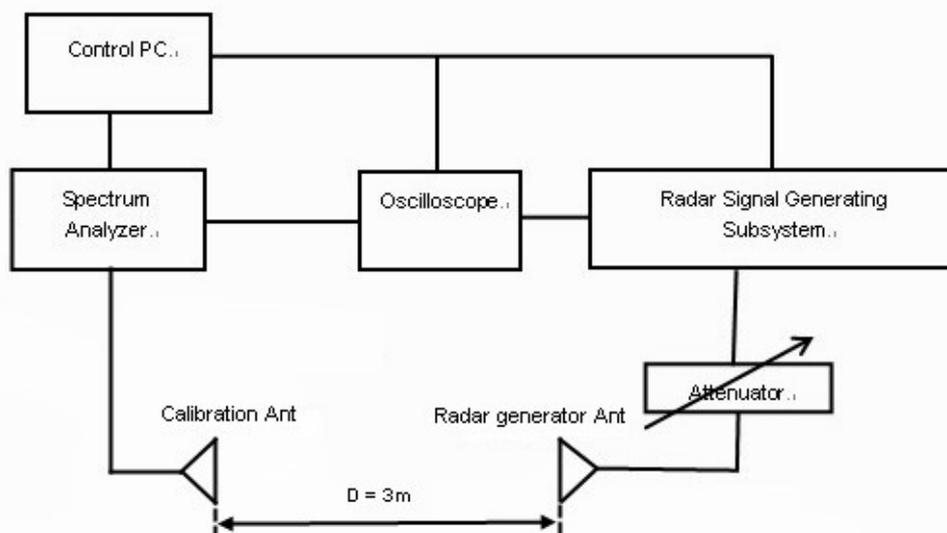 Control PC.
Spectrum
Analyzer.
Oscilloscope.
Radar Signal Generating
Subsystem.
Attenuator.
Calibration Ant
Radar generator Ant
D = 3m